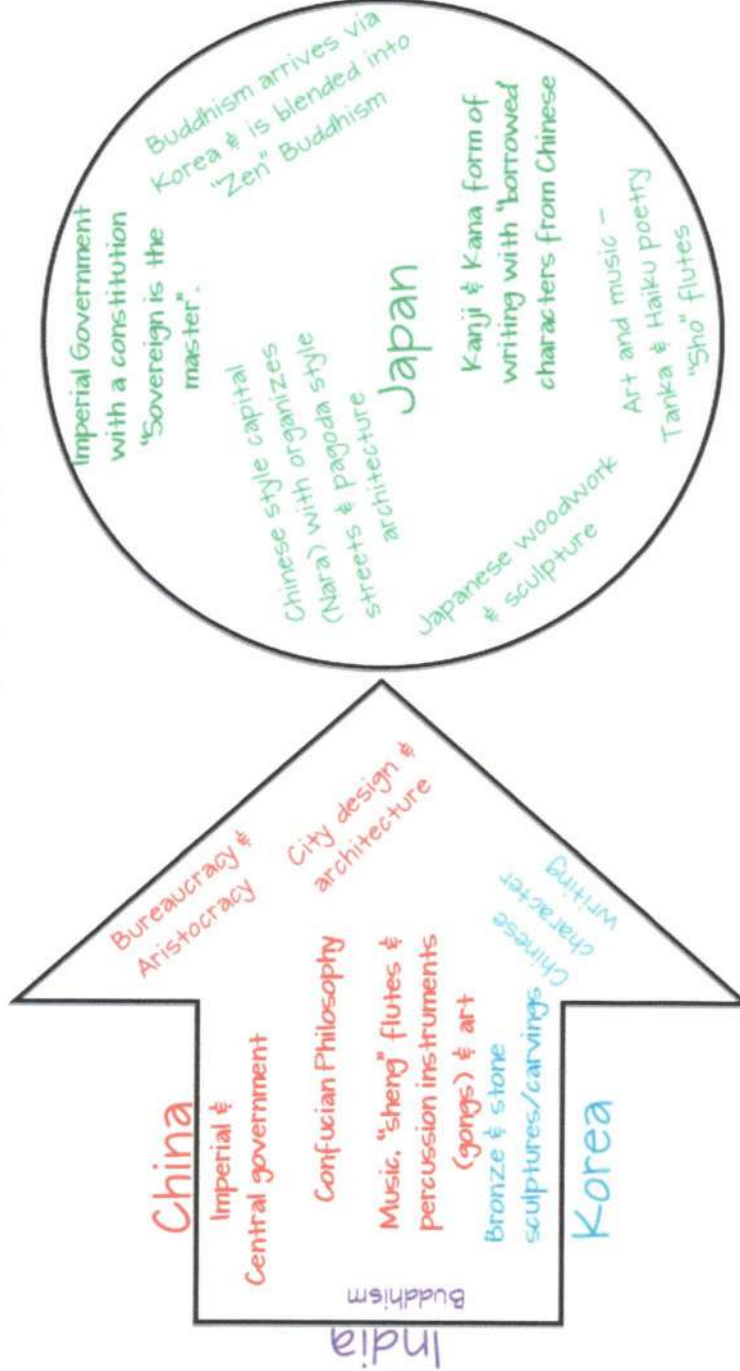 China
Imperial &
Central government
Bureaucracy &
Aristocracy
City design &
architecture
Confucian Philosophy
Music, "sheng" flutes &
percussion instruments
(gongs) & art
Bronze & stone
sculptures/carvings
Chinese
character
writing
Korea
India
Buddhism
Imperial Government
with a constitution
"Sovereign is the
master".
Buddhism arrives via
Korea & is blended into
"Zen" Buddhism
Chinese style capital
(Nara) with organizes
streets & pagoda style
architecture
Japan
Kanji & Kana form of
writing with "borrowed'
characters from Chinese
Japanese woodwork
& sculpture
Art and music -
Tanka & Haiku poetry
"Sho" flutes